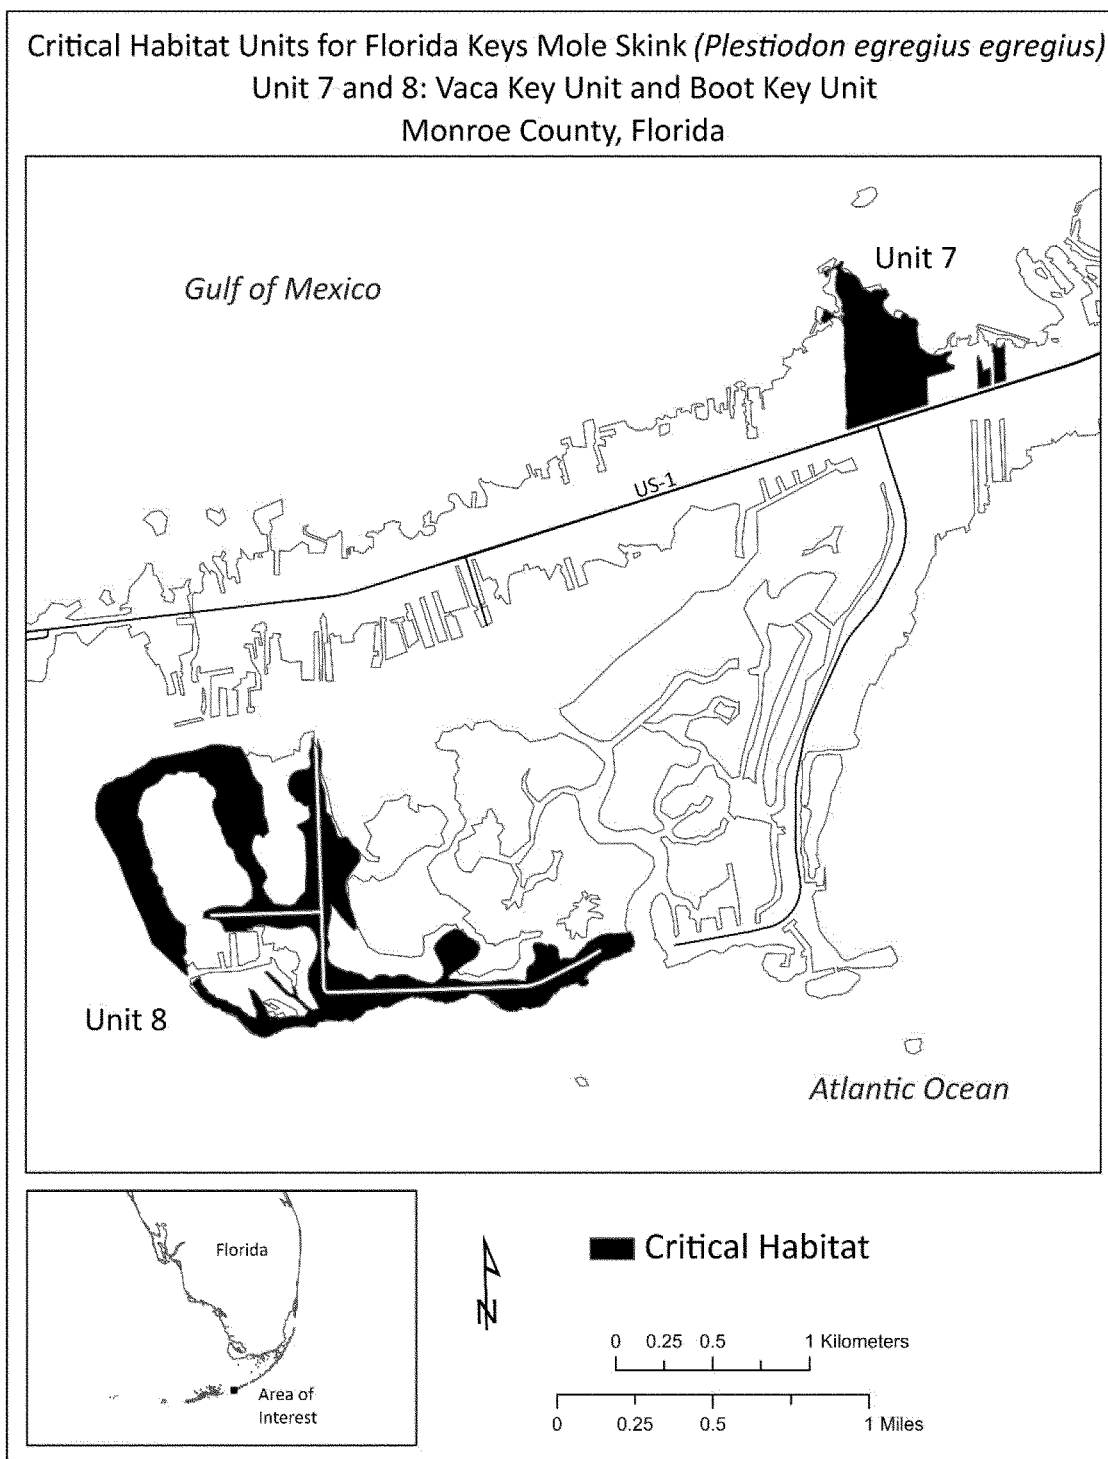 Critical Habitat Units for Florida Keys Mole Skink (Plestiodon egregius egregius)
Unit 7 and 8: Vaca Key Unit and Boot Key Unit
Monroe County, Florida
Unit 7
Gulf of Mexico
US-1
Unit 8
Atlantic Ocean
Florida
Area of
Interest
N
Critical Habitat
0 0.25 0.5 1 Kilometers
0 0.25 0.5 1 Miles